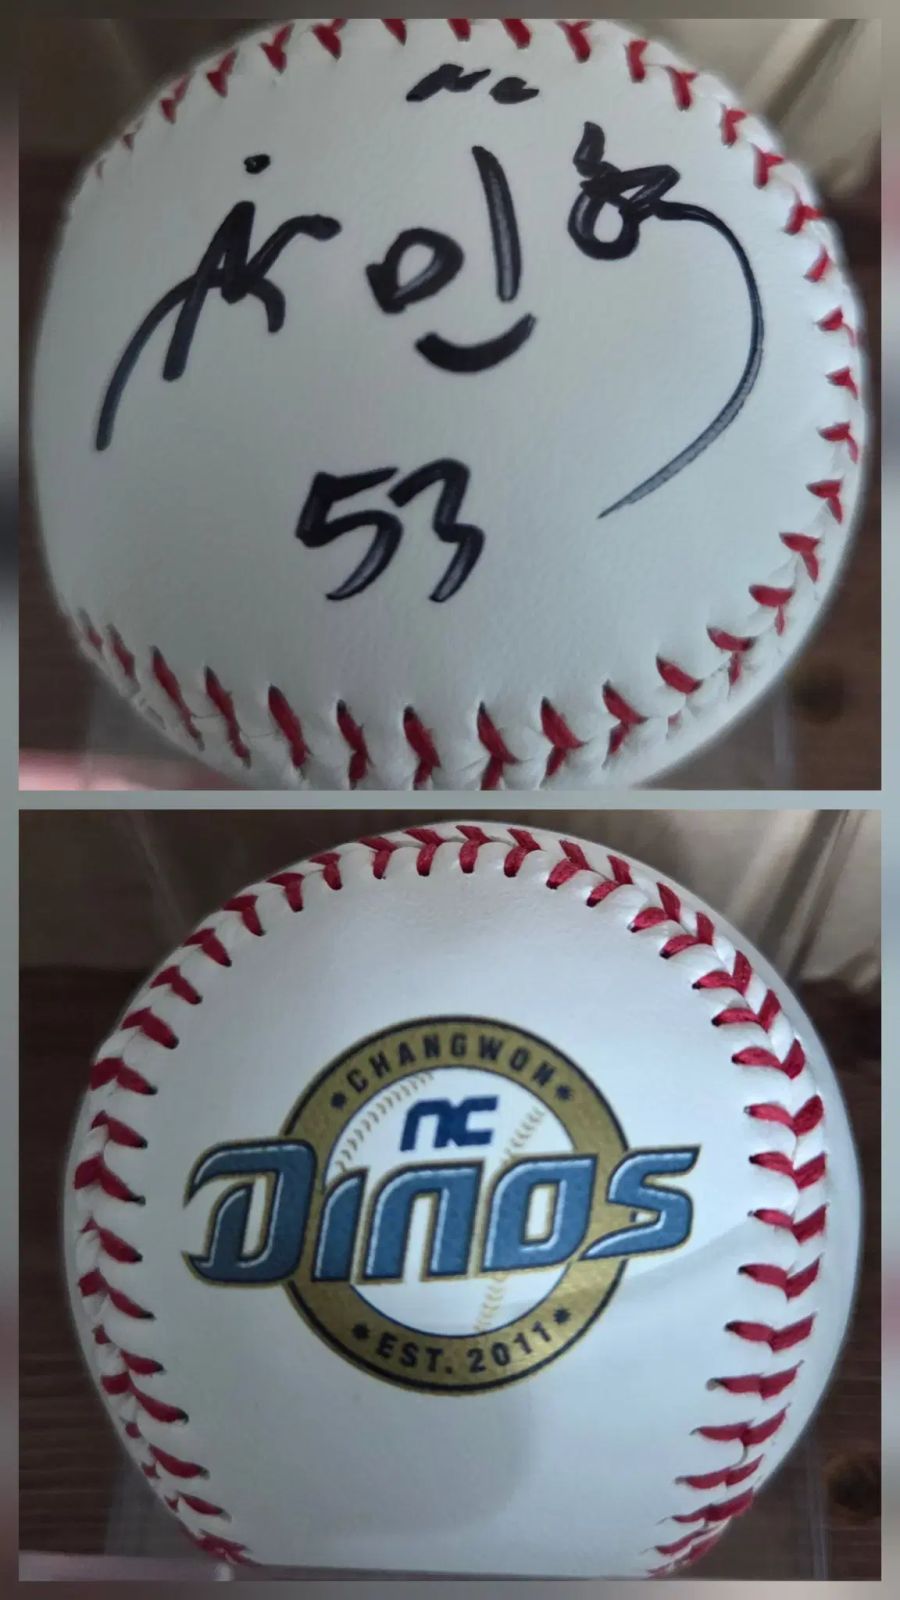 NC
53
CHANGWON
NC
DINOS
EST. 2011